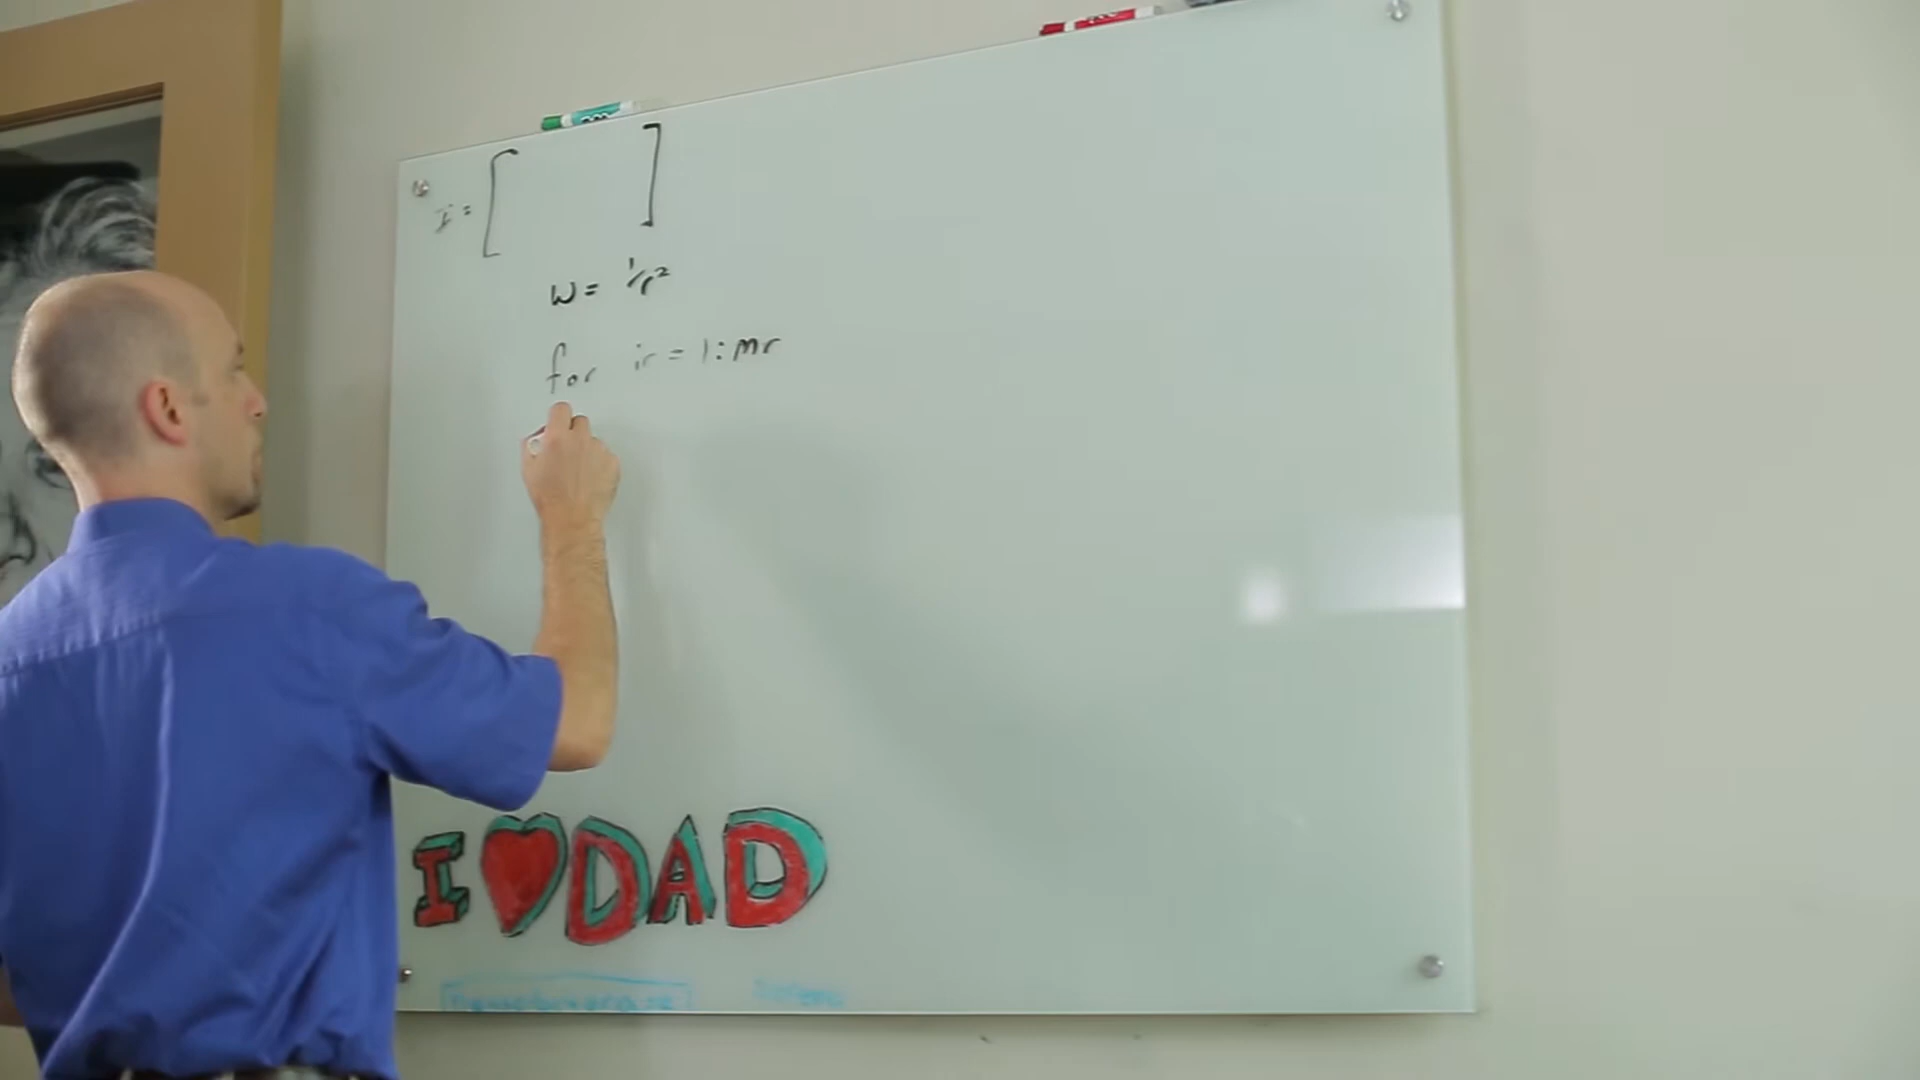 I = [ ]
w = 1/r²
for ir = 1:mr
I ♥ DAD